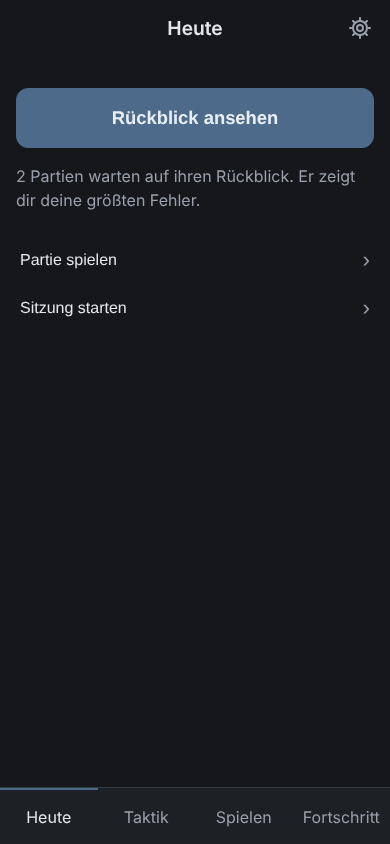 Heute
Rückblick ansehen
2 Partien warten auf ihren Rückblick. Er zeigt
dir deine größten Fehler.
Partie spielen
Sitzung starten
Heute
Taktik
Spielen
Fortschritt